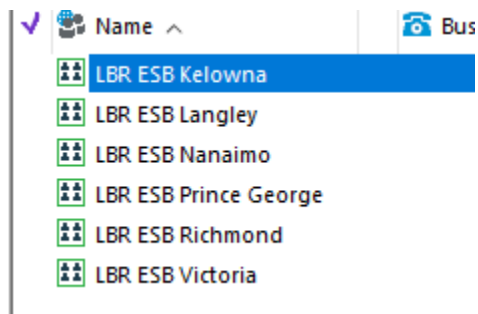 Name Bus
LBR ESB Kelowna
LBR ESB Langley
LBR ESB Nanaimo
LBR ESB Prince George
LBR ESB Richmond
LBR ESB Victoria